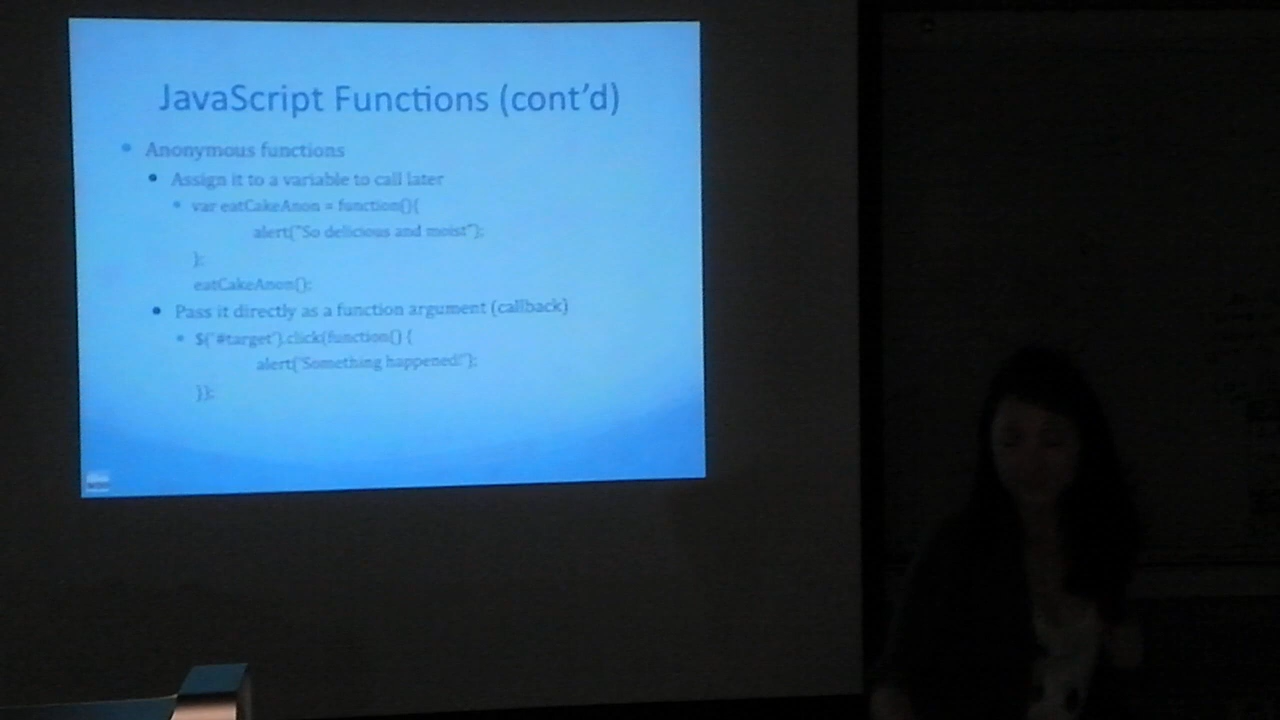 JavaScript Functions (cont'd)
Anonymous functions
Assign it to a variable to call later
var eatCakeAnon = function(){
alert("So delicious and moist");
};
eatCakeAnon();
Pass it directly as a function argument (callback)
$("#target").click(function() {
alert("Something happened!");
});